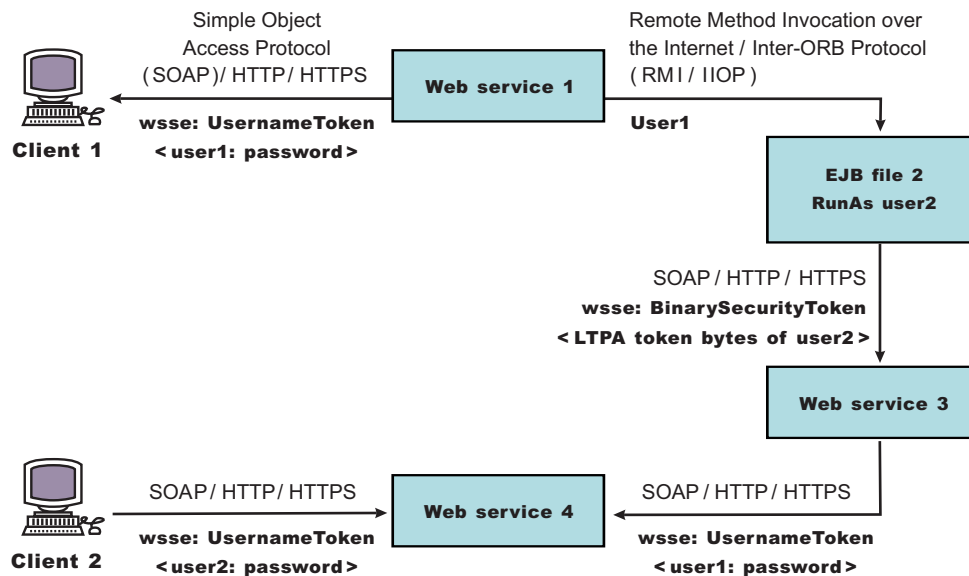 Simple Object
Access Protocol
(SOAP)/ HTTP/ HTTPS
wsse: UsernameToken
<user1: password>
Client 1
Web service 1
Remote Method Invocation over
the Internet / Inter-ORB Protocol
(RMI / IIOP)
User1
EJB file 2
RunAs user2
SOAP / HTTP / HTTPS
wsse: BinarySecurityToken
<LTPA token bytes of user2>
Web service 3
SOAP / HTTP / HTTPS
wsse: UsernameToken
<user1: password>
Web service 4
SOAP / HTTP / HTTPS
wsse: UsernameToken
<user2: password>
Client 2